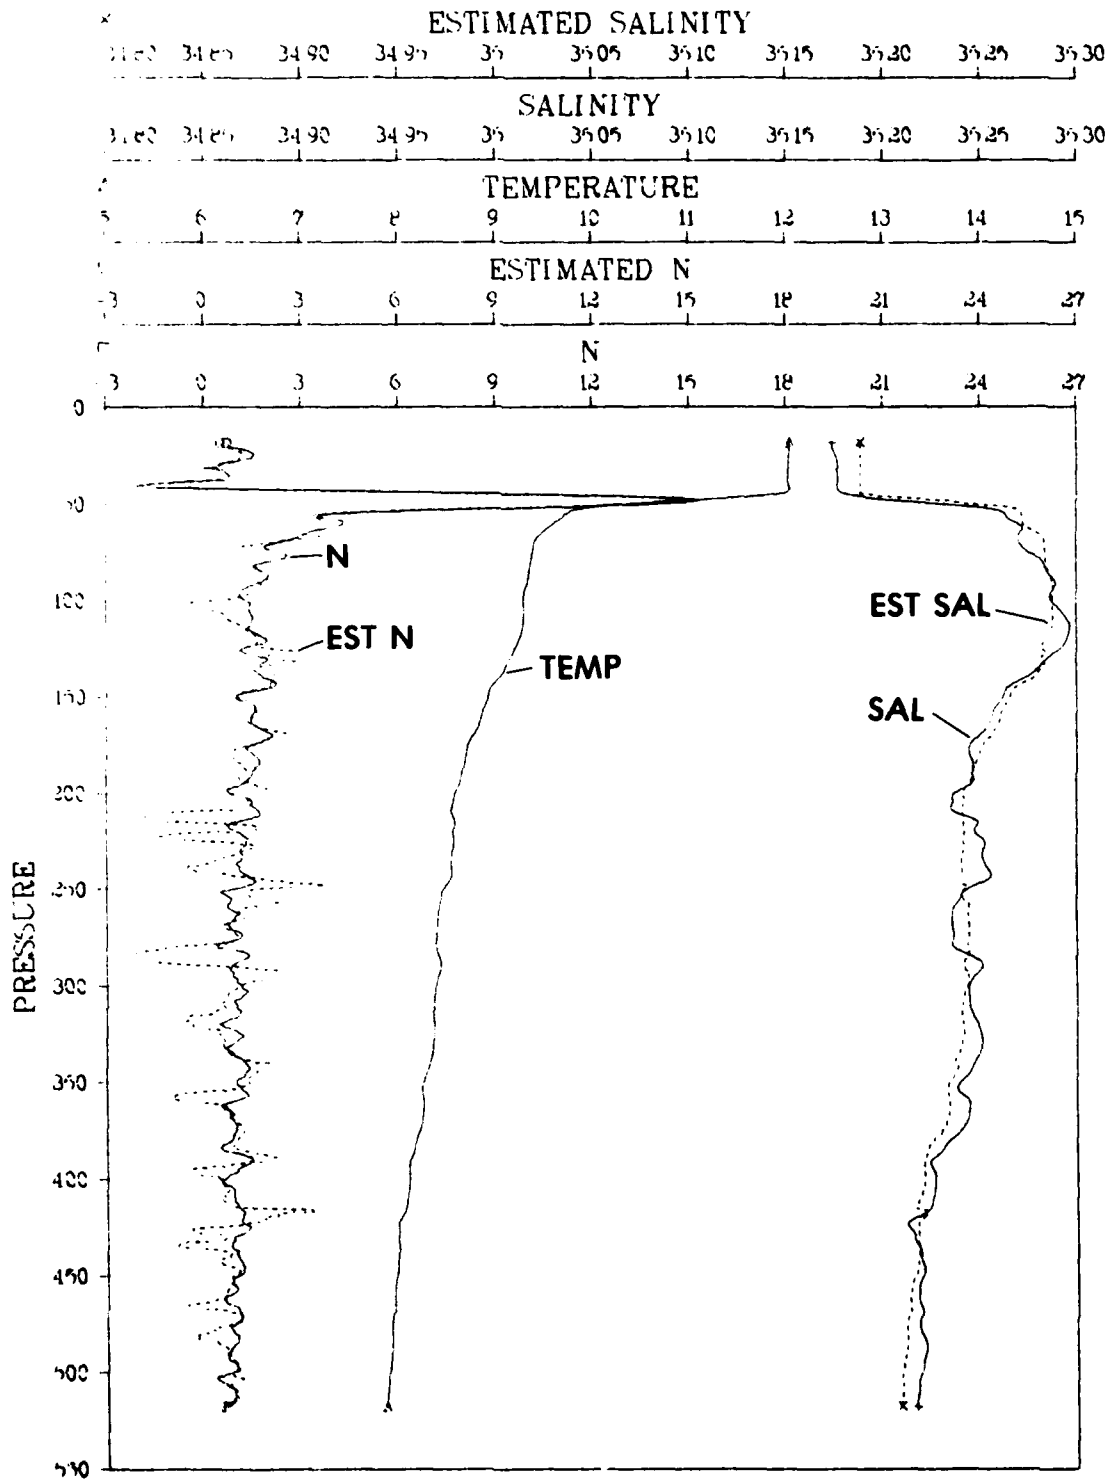 ESTIMATED SALINITY
34.90 34.95 35 35.05 35.10 35.15 35.20 35.25 35.30
SALINITY
34.90 34.95 35 35.05 35.10 35.15 35.20 35.25 35.30
TEMPERATURE
5 6 7 8 9 10 11 12 13 14 15
ESTIMATED N
-3 0 3 6 9 12 15 18 21 24 27
N
-3 0 3 6 9 12 15 18 21 24 27
0
50
N
100
EST SAL
EST N
TEMP
150
SAL
200
PRESSURE
250
300
350
400
450
500
550